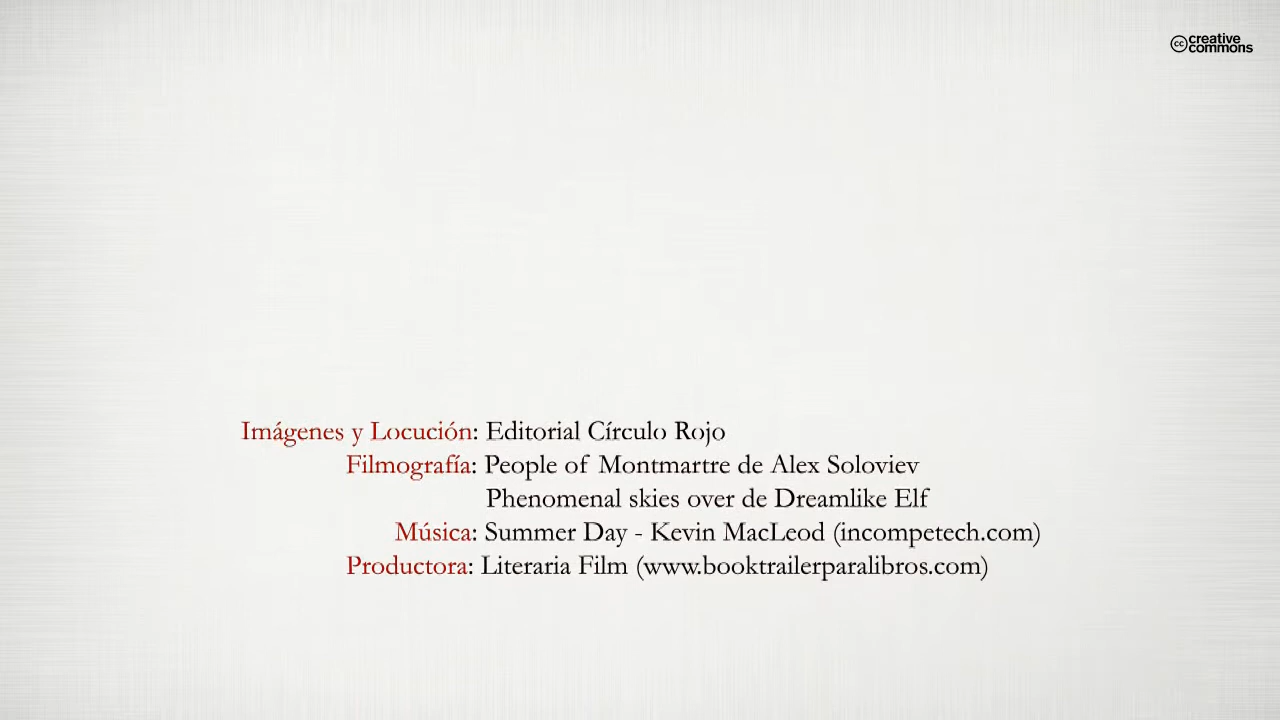 creative
commons
Imágenes y Locución: Editorial Círculo Rojo
Filmografía: People of Montmartre de Alex Soloviev
Phenomenal skies over de Dreamlike Elf
Música: Summer Day - Kevin MacLeod (incompetech.com)
Productora: Literaria Film (www.booktrailerparalibros.com)